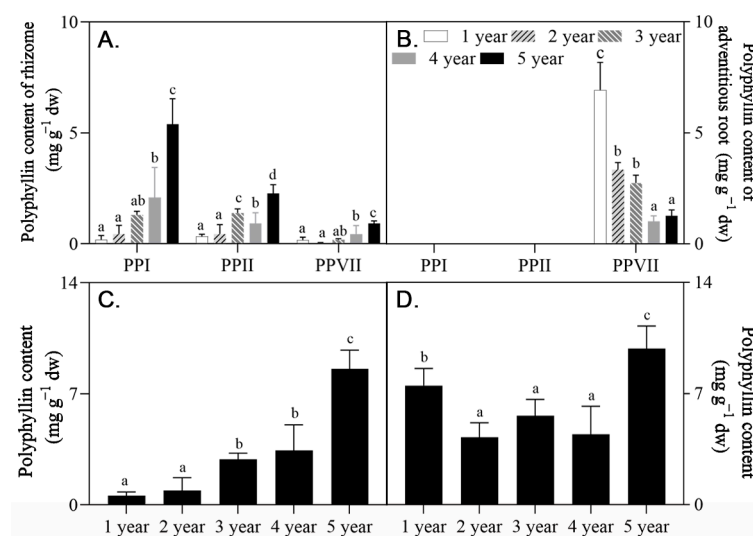 A.
B.
1 year 2 year 3 year
4 year 5 year
Polyphyllin content of rhizome
(mg g⁻¹ dw)
10
5
0
a a ab b c
a a c b d
a a ab b c
PPI PPII PPVII
c b b a a
PPI PPII PPVII
10
5
0
Polyphyllin content of
adventitious root (mg g⁻¹ dw)
C.
Polyphyllin content
(mg g⁻¹ dw)
14
7
0
a a b b c
1 year 2 year 3 year 4 year 5 year
D.
b a a a c
1 year 2 year 3 year 4 year 5 year
14
7
0
Polyphyllin content
(mg g⁻¹ dw)